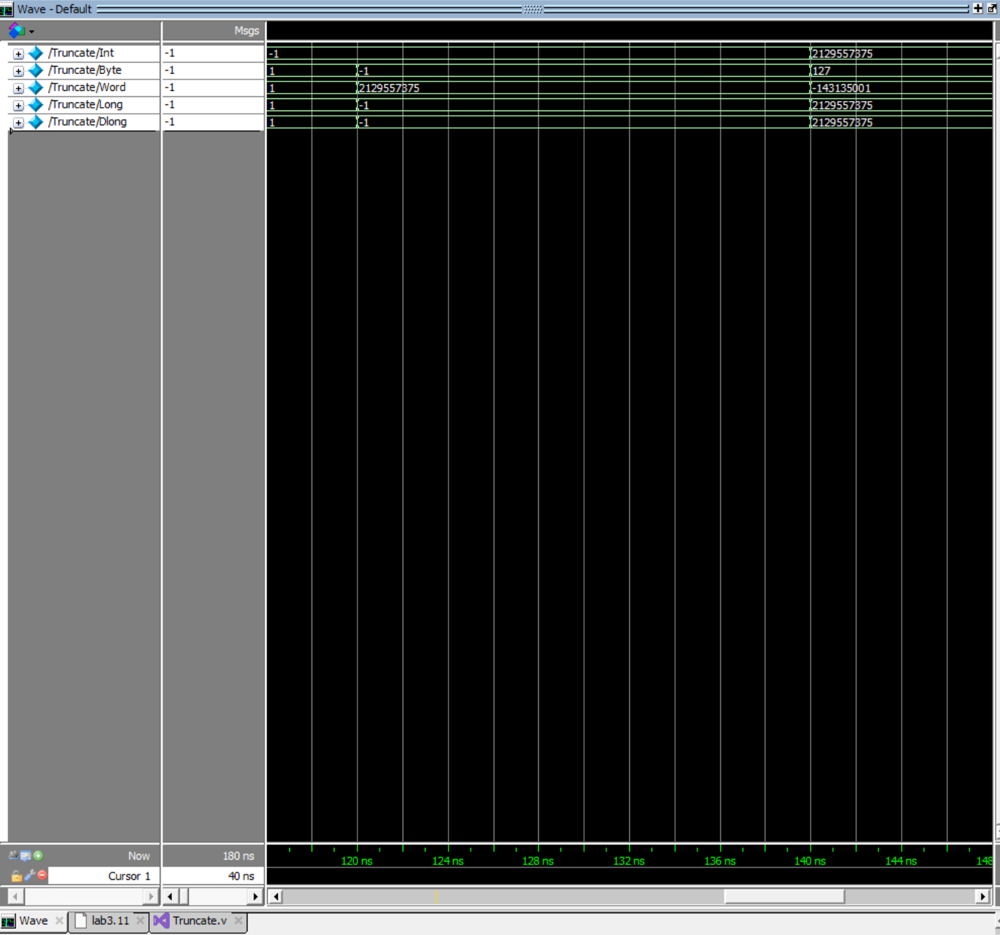 Wave - Default
Msgs
/Truncate/Int -1 -1 2129557375
/Truncate/Byte -1 1 -1 127
/Truncate/Word -1 1 2129557375 -143135001
/Truncate/Long -1 1 -1 2129557375
/Truncate/Dlong -1 1 -1 2129557375
Now 180 ns
120 ns 124 ns 128 ns 132 ns 136 ns 140 ns 144 ns 148
Cursor 1 40 ns
Wave lab3.11 Truncate.v